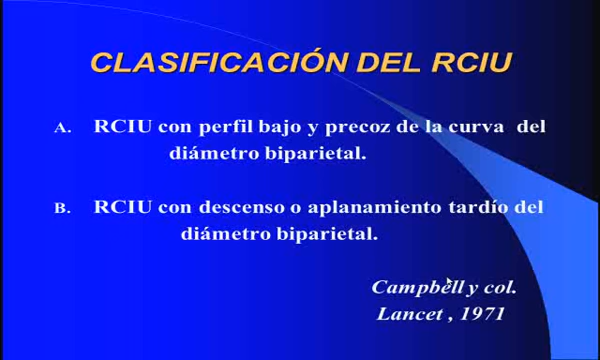 CLASIFICACIÓN DEL RCIU
A. RCIU con perfil bajo y precoz de la curva del
diámetro biparietal.
B. RCIU con descenso o aplanamiento tardío del
diámetro biparietal.
Campbell y col.
Lancet , 1971